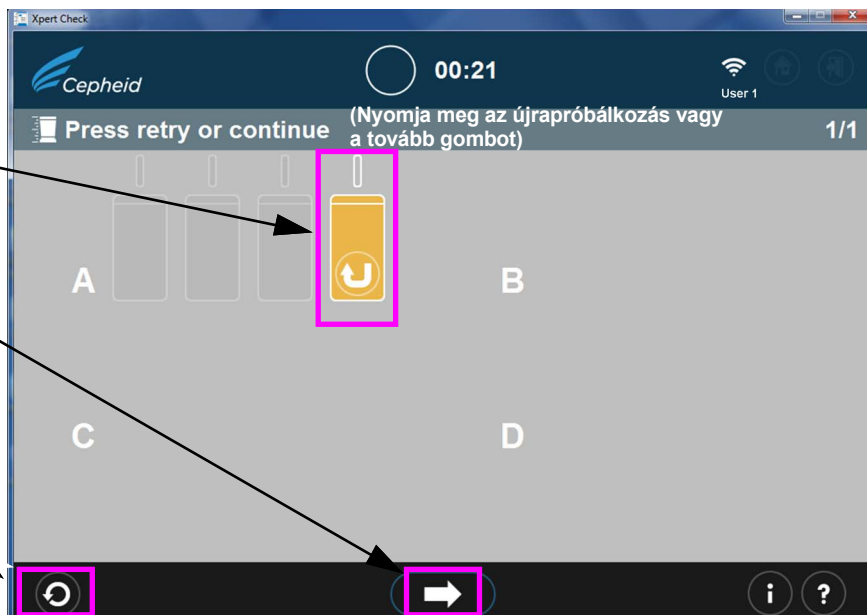 Xpert Check
Cepheid
00:21
User 1
Press retry or continue
(Nyomja meg az újrapróbálkozás vagy
a tovább gombot)
1/1
A
B
C
D
i
?